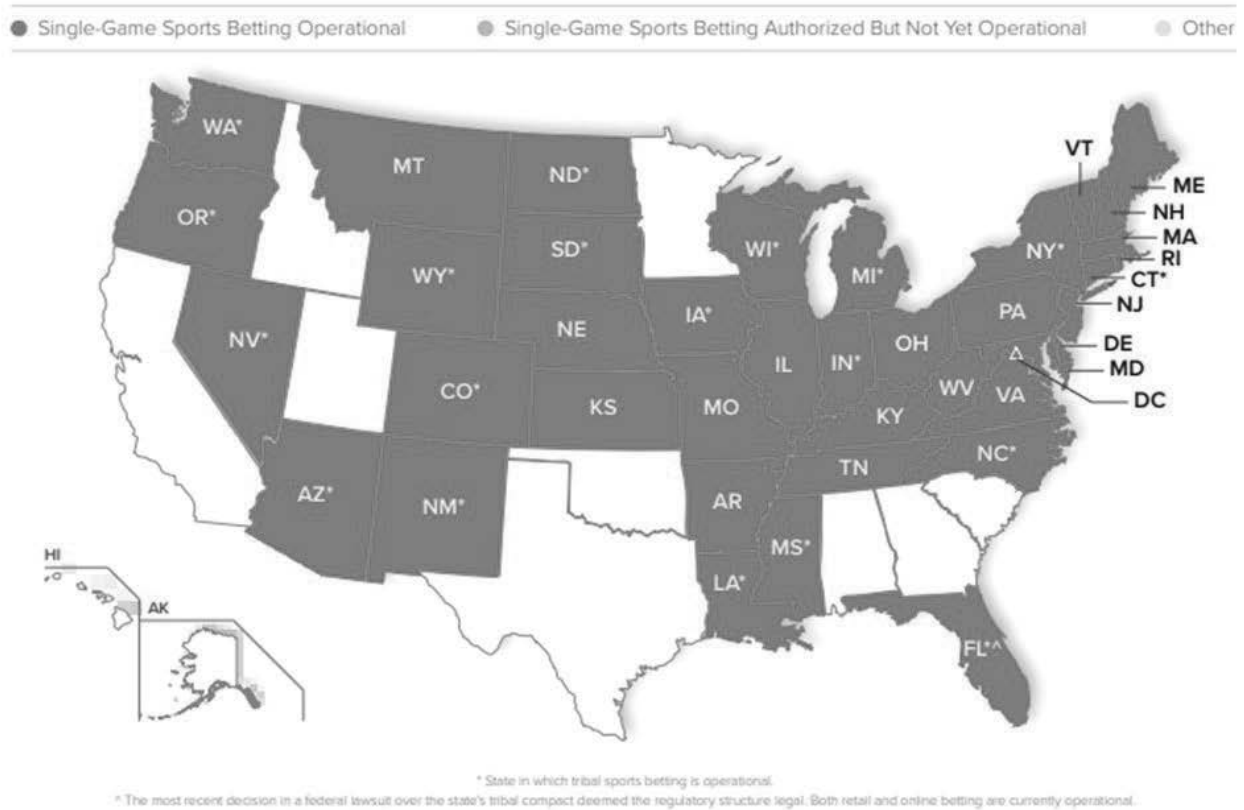 Single-Game Sports Betting Operational
Single-Game Sports Betting Authorized But Not Yet Operational
Other
WA*
MT
ND*
VT
ME
OR*
NH
SD*
WI*
MA
NY*
WY*
MI*
RI
CT*
IA*
PA
NJ
NE
NV*
OH
DE
IL
IN*
MD
CO*
WV
VA
DC
KS
MO
KY
NC*
TN
AZ*
NM*
AR
MS*
HI
LA*
AK
FL*^
* State in which tribal sports betting is operational.
^ The most recent decision in a federal lawsuit over the state's tribal compact deemed the regulatory structure legal. Both retail and online betting are currently operational.